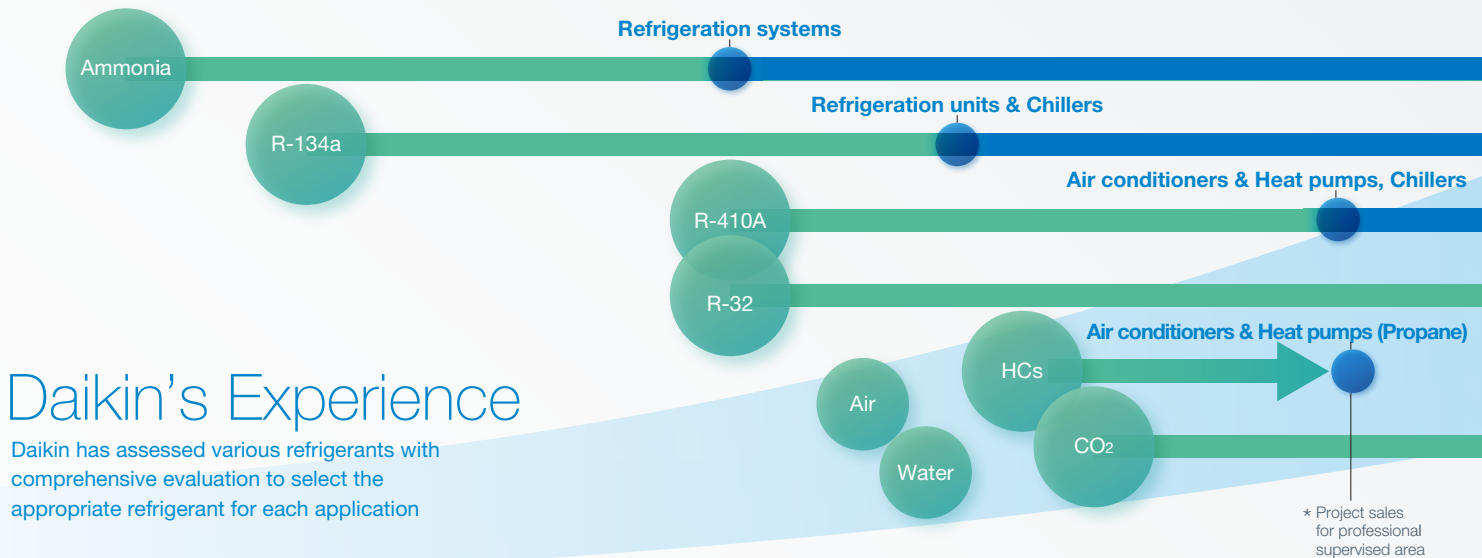 Refrigeration systems
Ammonia
Refrigeration units & Chillers
R-134a
Air conditioners & Heat pumps, Chillers
R-410A
R-32
Air conditioners & Heat pumps (Propane)
HCs
Air
CO2
Water
Daikin’s Experience
Daikin has assessed various refrigerants with
comprehensive evaluation to select the
appropriate refrigerant for each application
* Project sales
for professional
supervised area